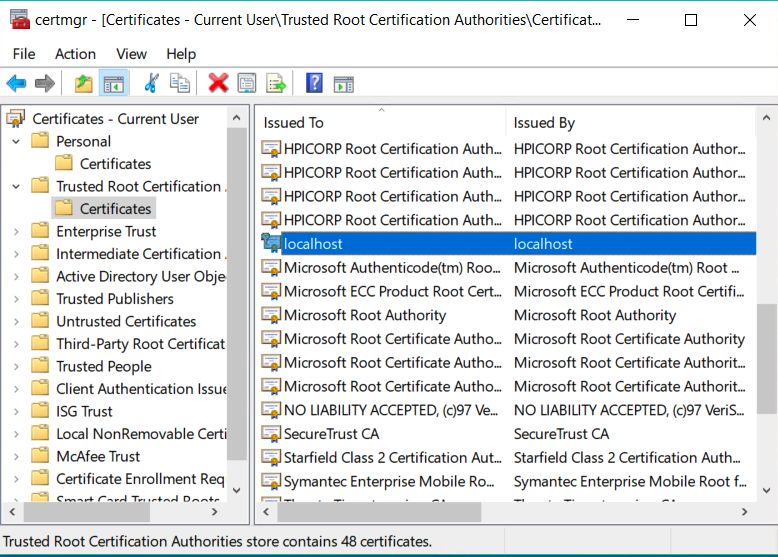 certmgr - [Certificates - Current User\Trusted Root Certification Authorities\Certificat...
File Action View Help
Certificates - Current User
Personal
Certificates
Trusted Root Certification
Certificates
Enterprise Trust
Intermediate Certification
Active Directory User Obje
Trusted Publishers
Untrusted Certificates
Third-Party Root Certificat
Trusted People
Client Authentication Issue
ISG Trust
Local NonRemovable Certi
McAfee Trust
Certificate Enrollment Req
Smart Card Trusted Roots
Issued To Issued By
HPICORP Root Certification Auth... HPICORP Root Certification Author...
HPICORP Root Certification Auth... HPICORP Root Certification Author...
HPICORP Root Certification Auth... HPICORP Root Certification Author...
HPICORP Root Certification Auth... HPICORP Root Certification Author...
localhost localhost
Microsoft Authenticode(tm) Roo... Microsoft Authenticode(tm) Root ...
Microsoft ECC Product Root Cert... Microsoft ECC Product Root Certifi...
Microsoft Root Authority Microsoft Root Authority
Microsoft Root Certificate Autho... Microsoft Root Certificate Authority
Microsoft Root Certificate Autho... Microsoft Root Certificate Authorit...
Microsoft Root Certificate Autho... Microsoft Root Certificate Authorit...
NO LIABILITY ACCEPTED, (c)97 Ve... NO LIABILITY ACCEPTED, (c)97 VeriS...
SecureTrust CA SecureTrust CA
Starfield Class 2 Certification Aut... Starfield Class 2 Certification Auth...
Symantec Enterprise Mobile Ro... Symantec Enterprise Mobile Root f...
Trusted Root Certification Authorities store contains 48 certificates.